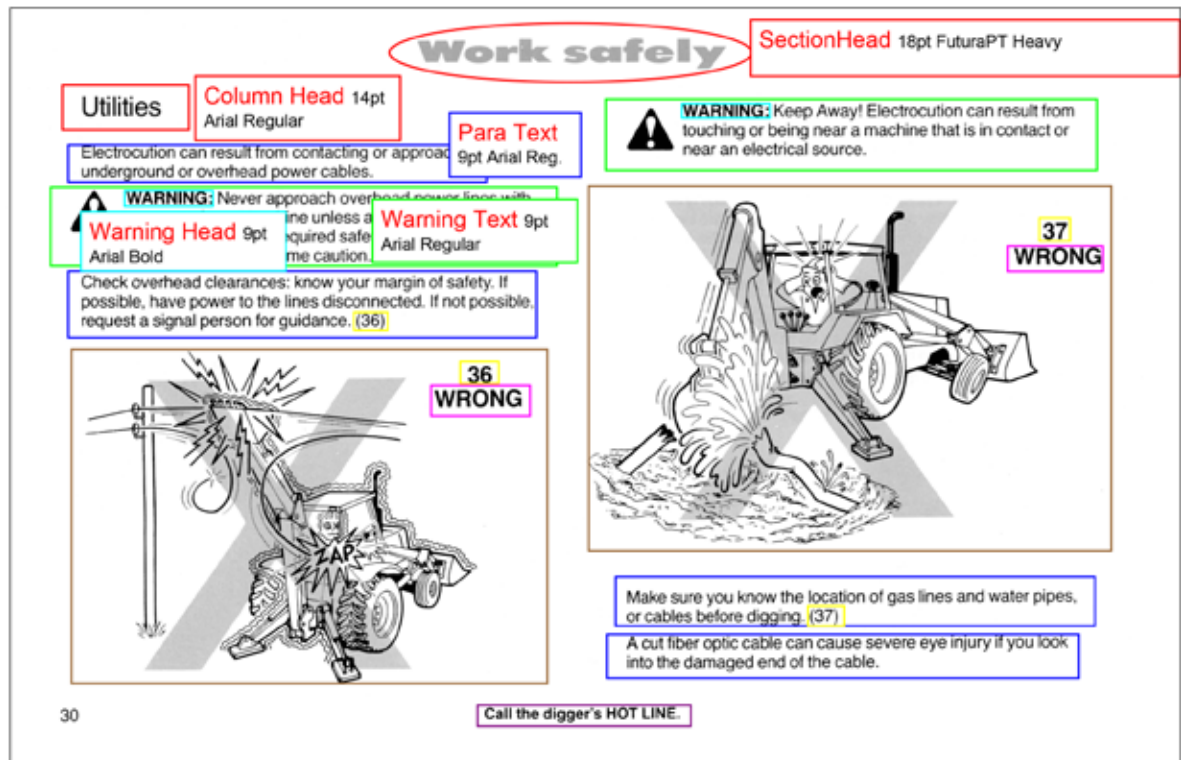 Work safely
SectionHead 18pt FuturaPT Heavy
Utilities
Column Head 14pt
Arial Regular
Para Text
9pt Arial Reg.
Electrocution can result from contacting or
underground or overhead power cables.
WARNING: Never approach overhead power lines with
unless
Warning Head 9pt
Arial Bold
Warning Text 9pt
Arial Regular
caution.
Check overhead clearances: know your margin of safety. If
possible, have power to the lines disconnected. If not possible,
request a signal person for guidance. (36)
36
WRONG
ZAP
30
WARNING: Keep Away! Electrocution can result from
touching or being near a machine that is in contact or
near an electrical source.
37
WRONG
Make sure you know the location of gas lines and water pipes,
or cables before digging. (37)
A cut fiber optic cable can cause severe eye injury if you look
into the damaged end of the cable.
Call the digger's HOT LINE.